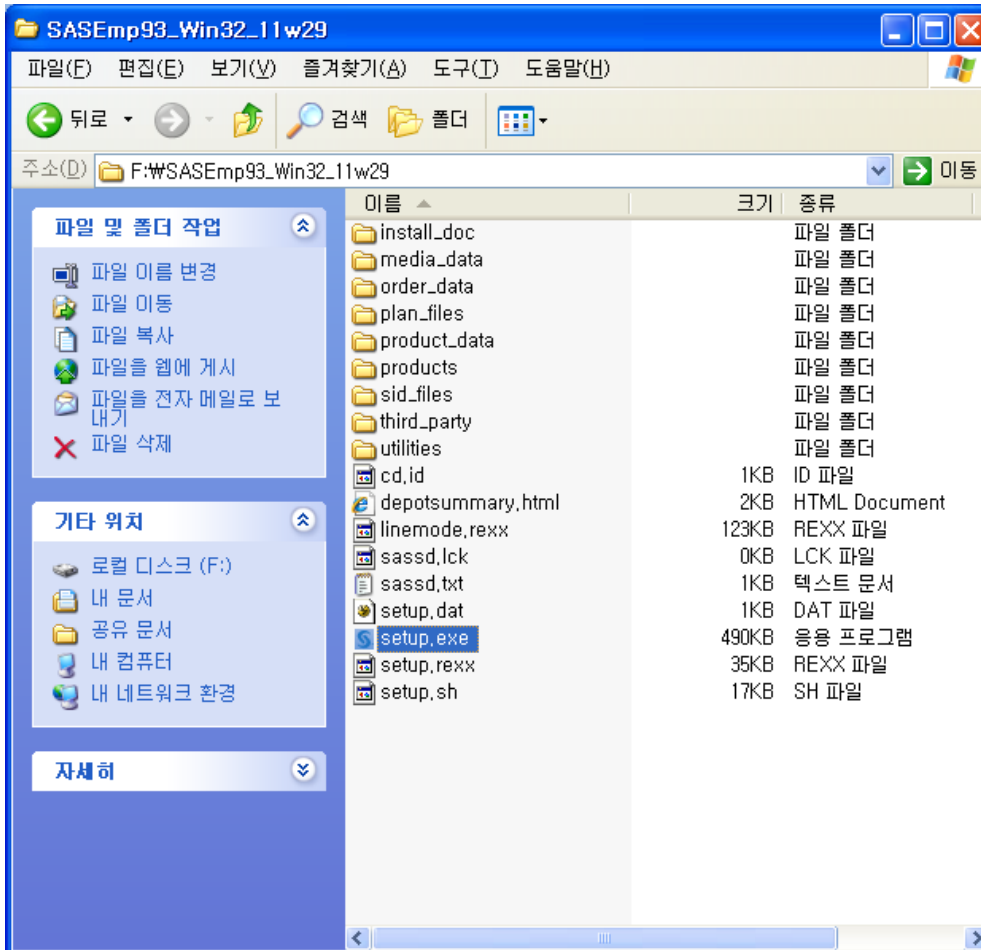 SASEmp93_Win32_11w29
파일(F) 편집(E) 보기(V) 즐겨찾기(A) 도구(T) 도움말(H)
뒤로 검색 폴더
주소(D) F:₩SASEmp93_Win32_11w29 이동
파일 및 폴더 작업
파일 이름 변경
파일 이동
파일 복사
파일을 웹에 게시
파일을 전자 메일로 보
내기
파일 삭제
기타 위치
로컬 디스크 (F:)
내 문서
공유 문서
내 컴퓨터
내 네트워크 환경
자세히
이름 크기 종류
install_doc 파일 폴더
media_data 파일 폴더
order_data 파일 폴더
plan_files 파일 폴더
product_data 파일 폴더
products 파일 폴더
sid_files 파일 폴더
third_party 파일 폴더
utilities 파일 폴더
cd.id 1KB ID 파일
depotsummary.html 2KB HTML Document
linemode.rexx 123KB REXX 파일
sassd.lck 0KB LCK 파일
sassd.txt 1KB 텍스트 문서
setup.dat 1KB DAT 파일
setup.exe 490KB 응용 프로그램
setup.rexx 35KB REXX 파일
setup.sh 17KB SH 파일